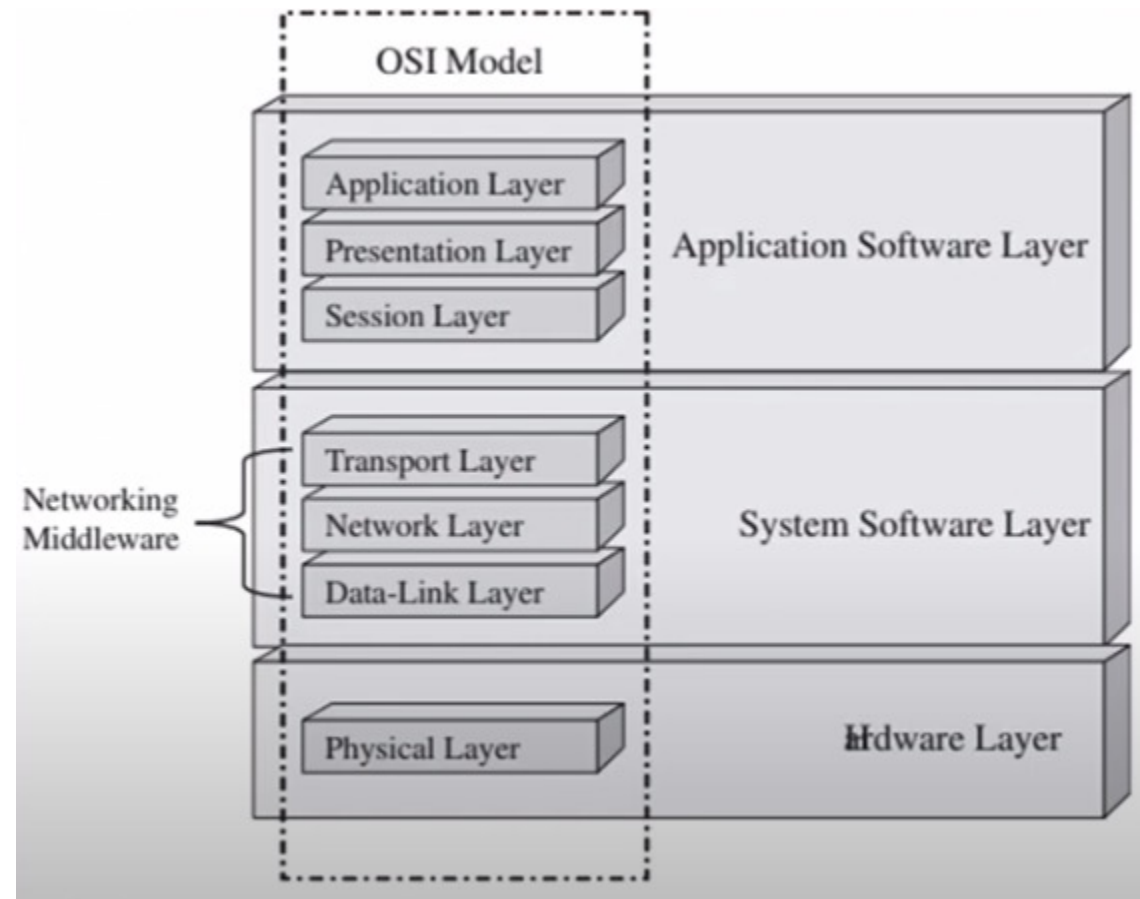 OSI Model
Application Layer
Presentation Layer
Application Software Layer
Session Layer
Transport Layer
Networking
Middleware
Network Layer
System Software Layer
Data-Link Layer
Physical Layer
Hardware Layer